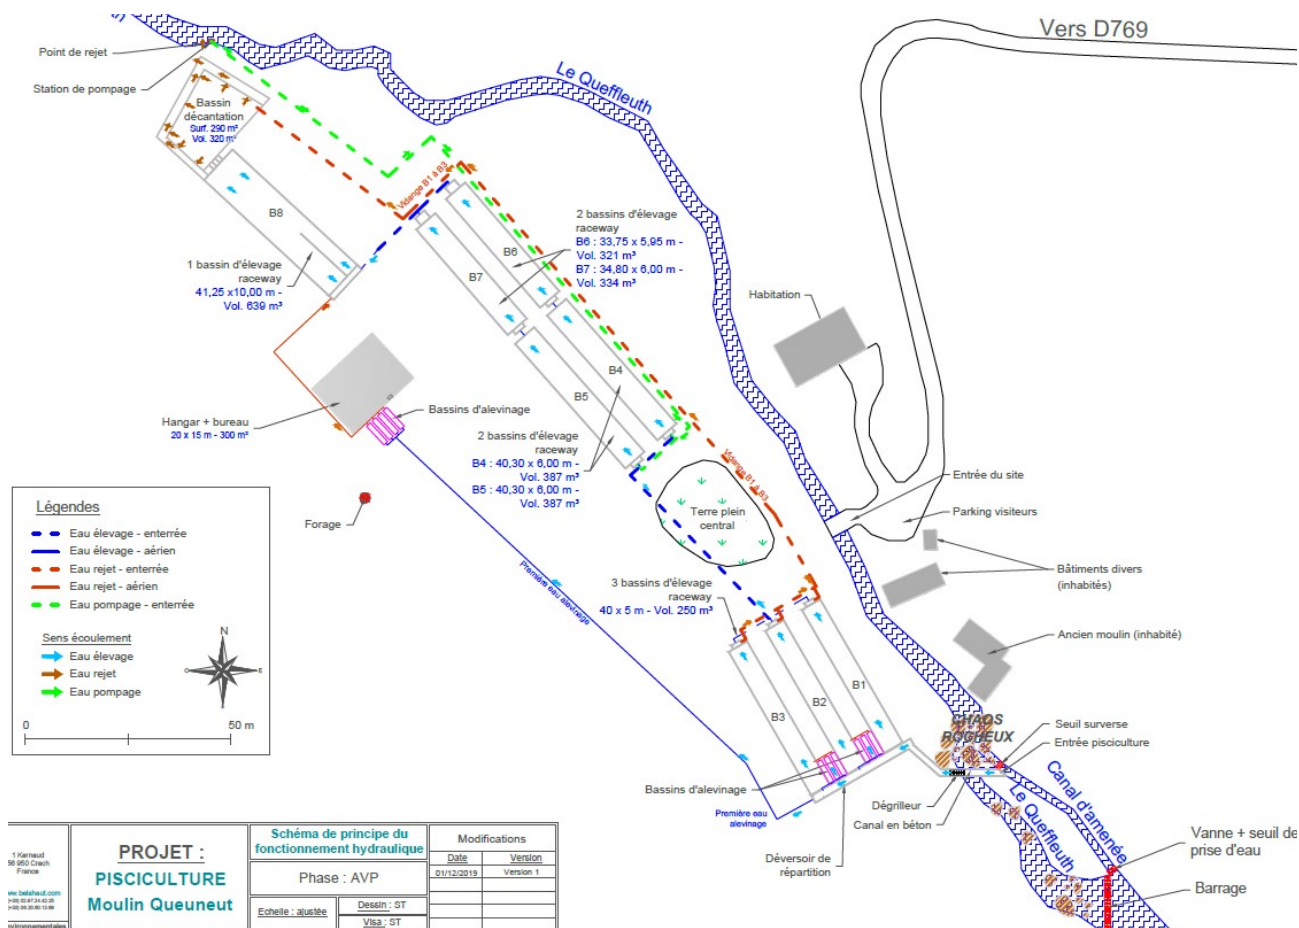 Vers D769
Point de rejet
Station de pompage
Le Queffleuth
Bassin
décantation
Surf. 290 m²
Vol. 320 m³
Vidange B1 à B3
B8
B6
B7
2 bassins d'élevage
raceway
B6 : 33,75 x 5,95 m -
Vol. 321 m³
B7 : 34,80 x 6,00 m -
Vol. 334 m³
1 bassin d'élevage
raceway
41,25 x10,00 m -
Vol. 639 m³
Habitation
B4
B5
Bassins d'alevinage
Hangar + bureau
20 x 15 m - 300 m²
2 bassins d'élevage
raceway
B4 : 40,30 x 6,00 m -
Vol. 387 m³
B5 : 40,30 x 6,00 m -
Vol. 387 m³
Vidange B1 à B3
Entrée du site
Parking visiteurs
Terre plein
central
Forage
Légendes
Eau élevage - enterrée
Eau élevage - aérien
Eau rejet - enterrée
Eau rejet - aérien
Eau pompage - enterrée
Sens écoulement
Eau élevage
Eau rejet
Eau pompage
N
E
S
O
0
50 m
Première eau alevinage
3 bassins d'élevage
raceway
40 x 5 m - Vol. 250 m³
Bâtiments divers
(inhabités)
Ancien moulin (inhabité)
B1
B2
B3
CHAOS
ROCHEUX
Seuil surverse
Entrée pisciculture
Bassins d'alevinage
Première eau
alevinage
Dégrilleur
Canal en béton
Déversoir de
répartition
Canal d'amenée
Le Queffleuth
Vanne + seuil de
prise d'eau
Barrage
1 Kernaud
56 950 Crach
France
PROJET :
PISCICULTURE
Moulin Queuneut
Schéma de principe du
fonctionnement hydraulique
Phase : AVP
Echelle : ajustée
Dessin : ST
Visa : ST
Modifications
Date
Version
01/12/2019
Version 1